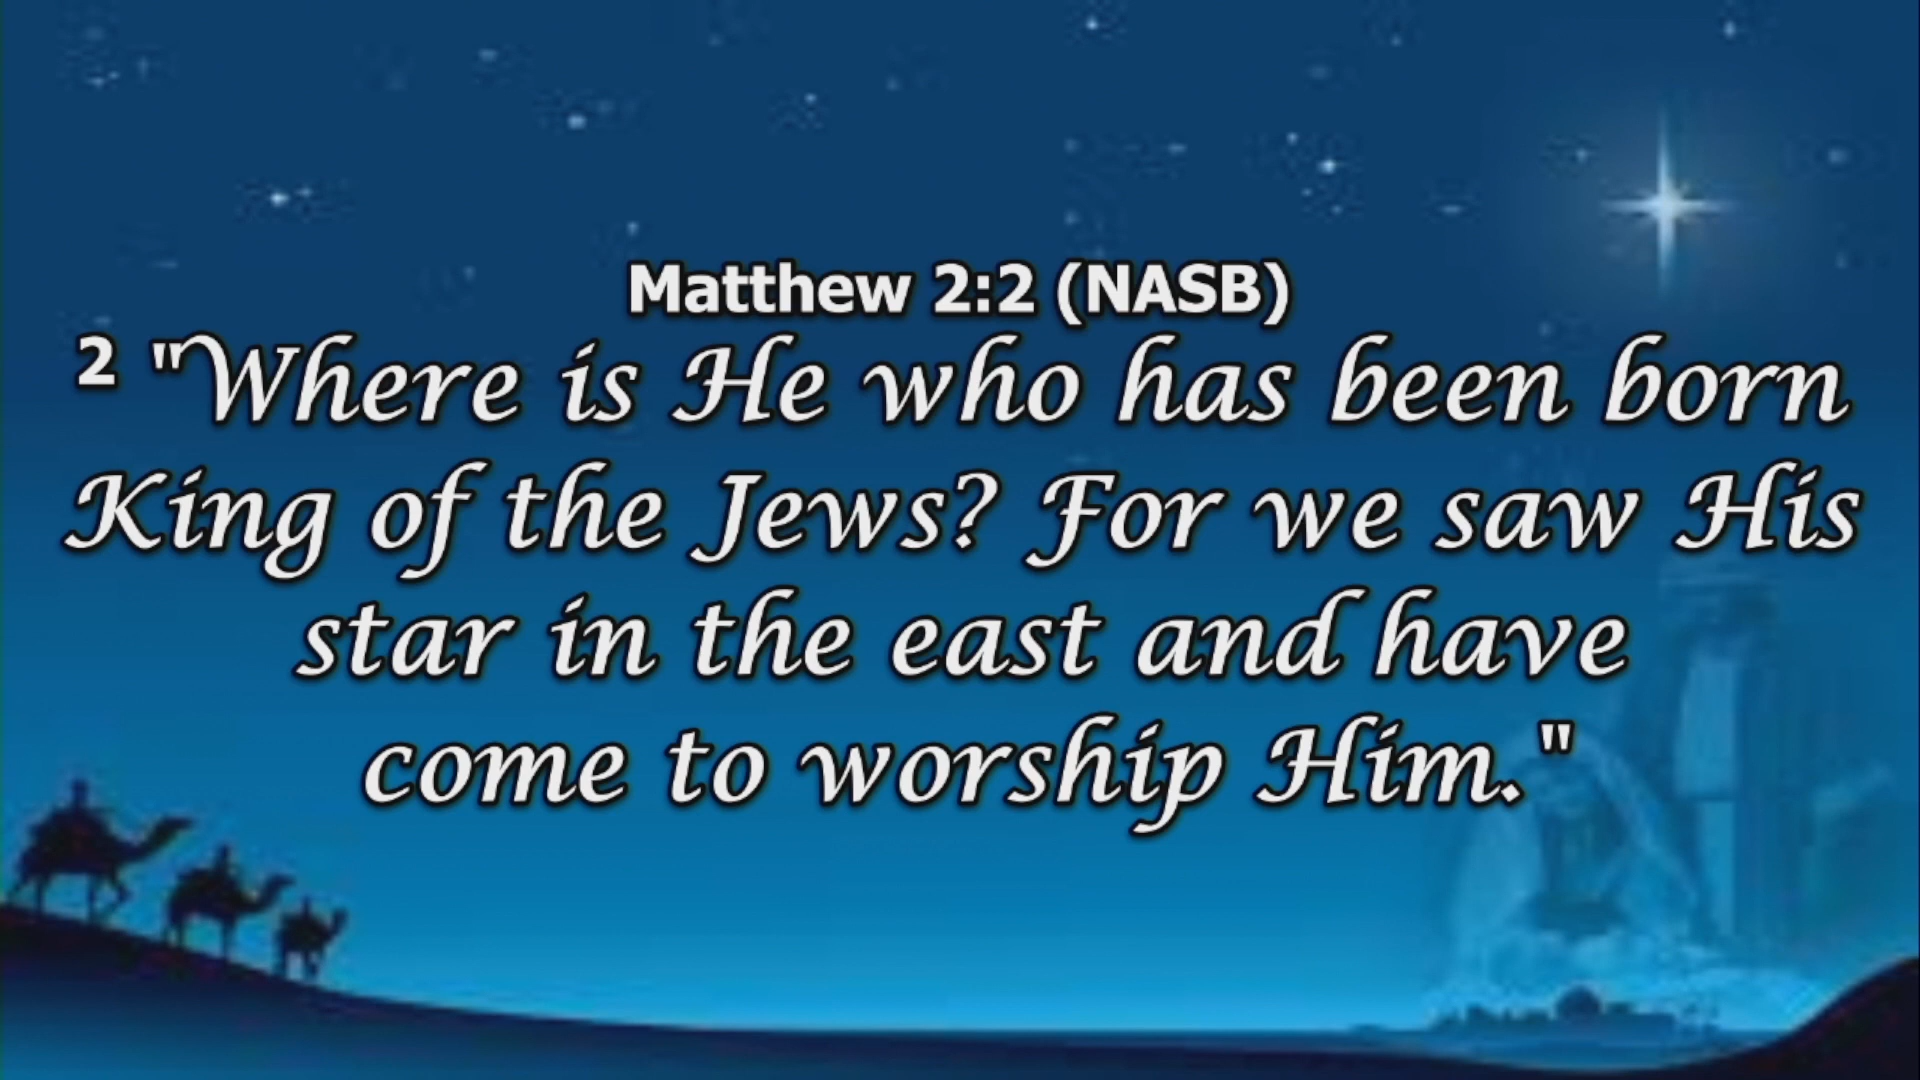 Matthew 2:2 (NASB)
2 "Where is He who has been born
King of the Jews? For we saw His
star in the east and have
come to worship Him."